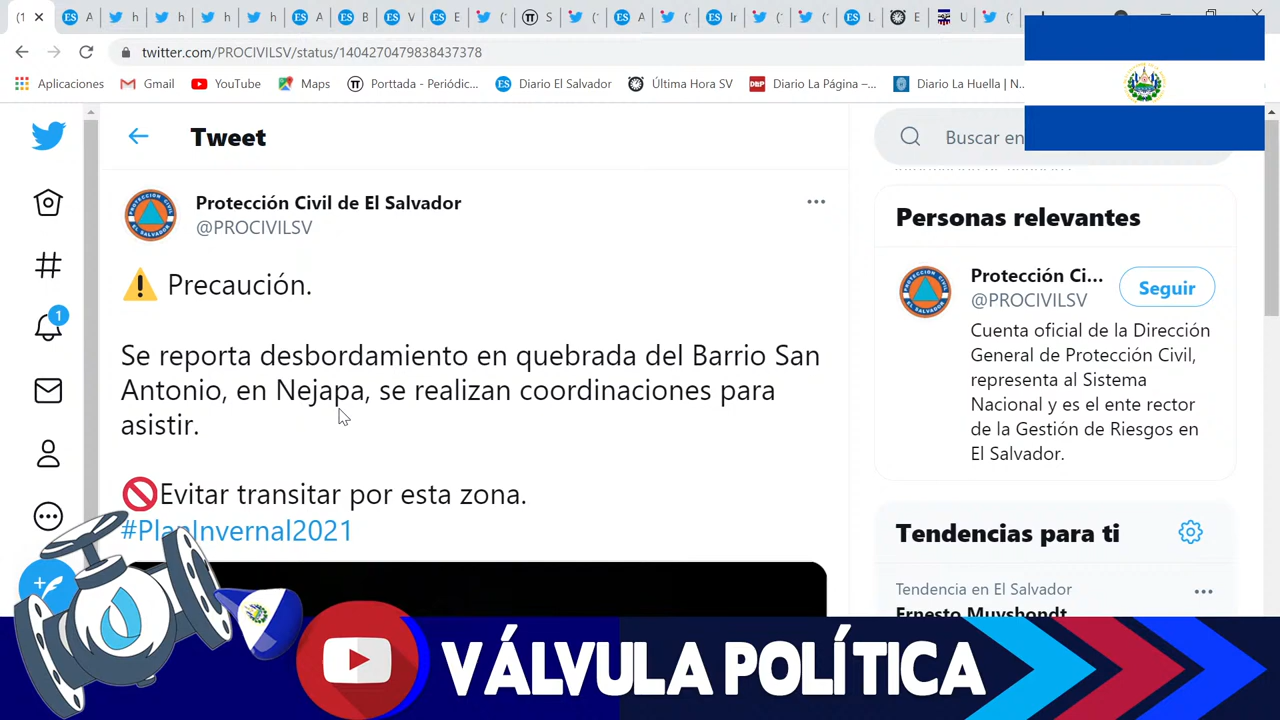 (1
h
h
h
A
B
V
E
(
S
(
A
(
Ir
(
(
L
E
U
(
twitter.com/PROCIVILSV/status/1404270479838437378
Aplicaciones
Gmail
YouTube
Maps
Porttada - Periódic...
Diario El Salvador
Última Hora SV
Diario La Página –...
Diario La Huella | N...
Tweet
Buscar en
Protección Civil de El Salvador
@PROCIVILSV
⚠ Precaución.
Se reporta desbordamiento en quebrada del Barrio San
Antonio, en Nejapa, se realizan coordinaciones para
asistir.
🚫Evitar transitar por esta zona.
#PlanInvernal2021
Personas relevantes
Protección Ci...
@PROCIVILSV
Seguir
Cuenta oficial de la Dirección
General de Protección Civil,
representa al Sistema
Nacional y es el ente rector
de la Gestión de Riesgos en
El Salvador.
Tendencias para ti
Tendencia en El Salvador
Ernesto Muyshondt
1
VÁLVULA POLÍTICA